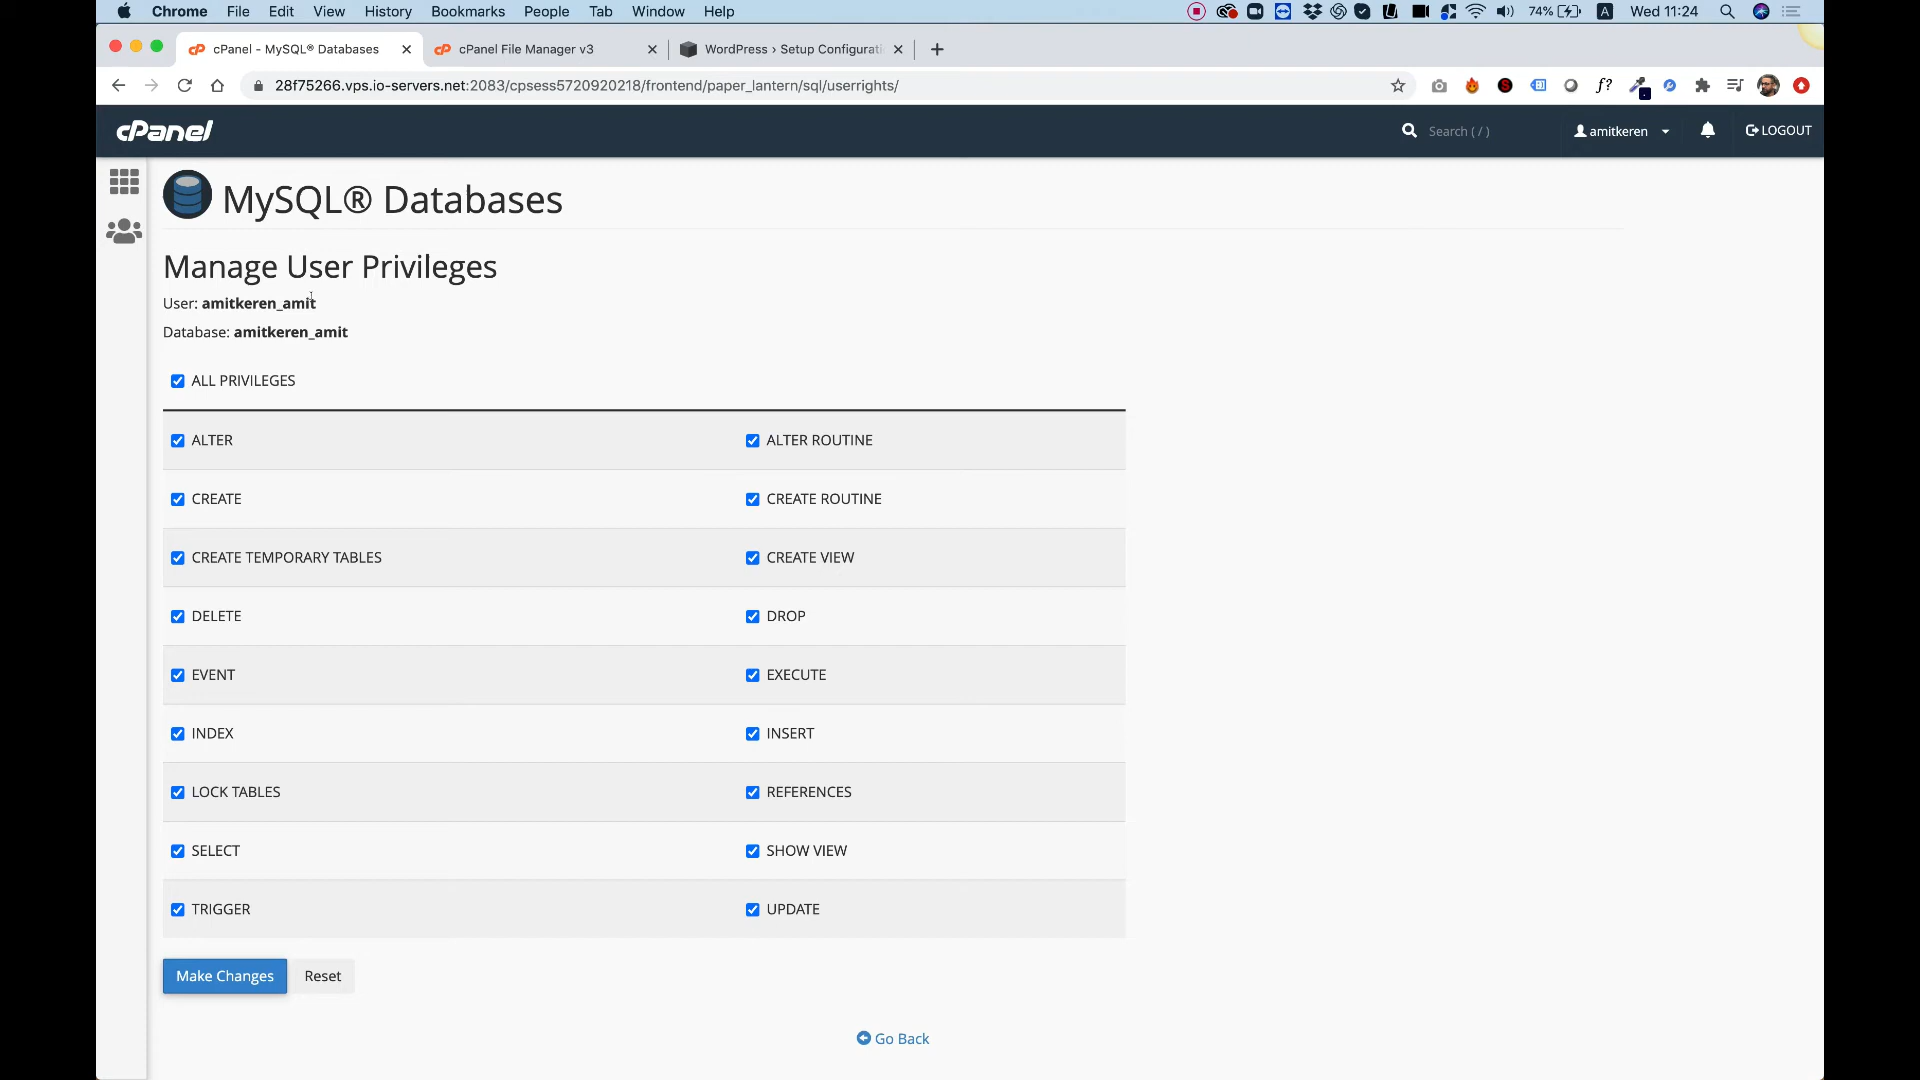 Chrome File Edit View History Bookmarks People Tab Window Help 74% A Wed 11:24
cPanel - MySQL® Databases cPanel File Manager v3 WordPress › Setup Configurati
28f75266.vps.io-servers.net:2083/cpsess5720920218/frontend/paper_lantern/sql/userrights/ f?
cPanel Search ( / ) amitkeren LOGOUT
MySQL® Databases
Manage User Privileges
User: amitkeren_amit
Database: amitkeren_amit
ALL PRIVILEGES
ALTER ALTER ROUTINE
CREATE CREATE ROUTINE
CREATE TEMPORARY TABLES CREATE VIEW
DELETE DROP
EVENT EXECUTE
INDEX INSERT
LOCK TABLES REFERENCES
SELECT SHOW VIEW
TRIGGER UPDATE
Make Changes Reset
Go Back